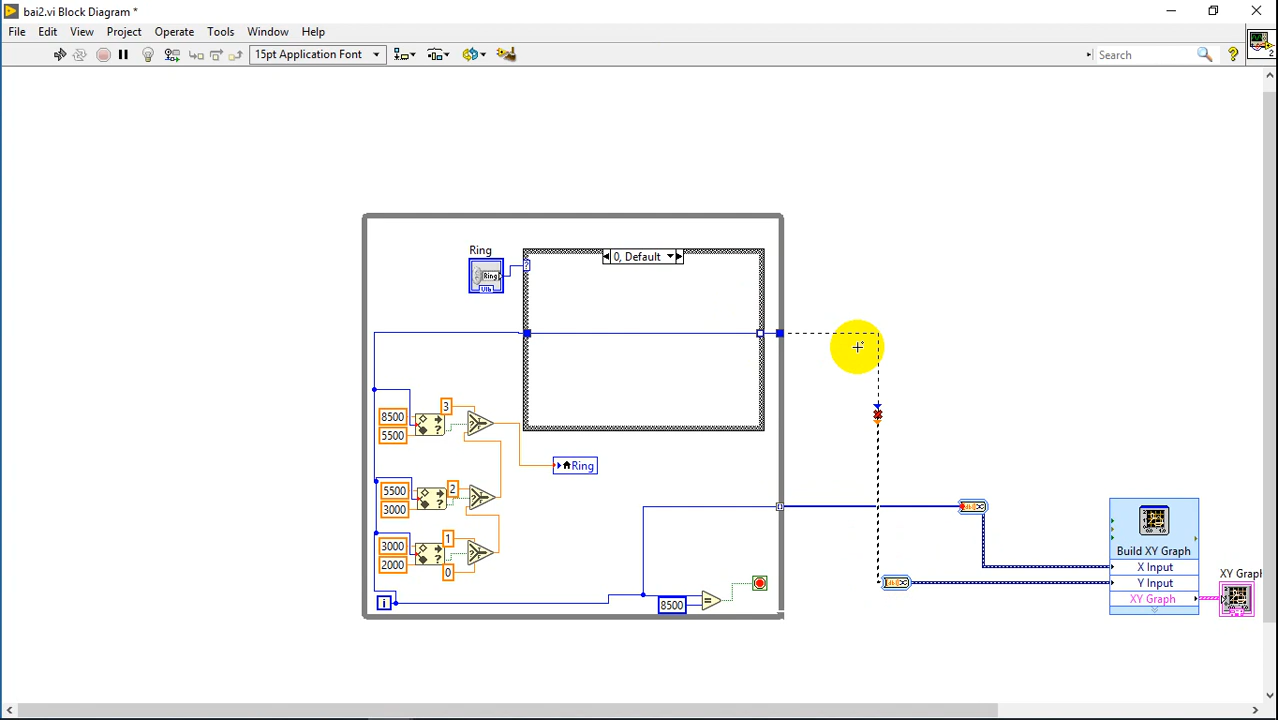 bai2.vi Block Diagram *
File Edit View Project Operate Tools Window Help
15pt Application Font
Search
2
Ring
Ring
0, Default
8500
5500
3
Ring
5500
3000
2
3000
2000
1
0
i
8500
Build XY Graph
X Input
Y Input
XY Graph
XY Graph